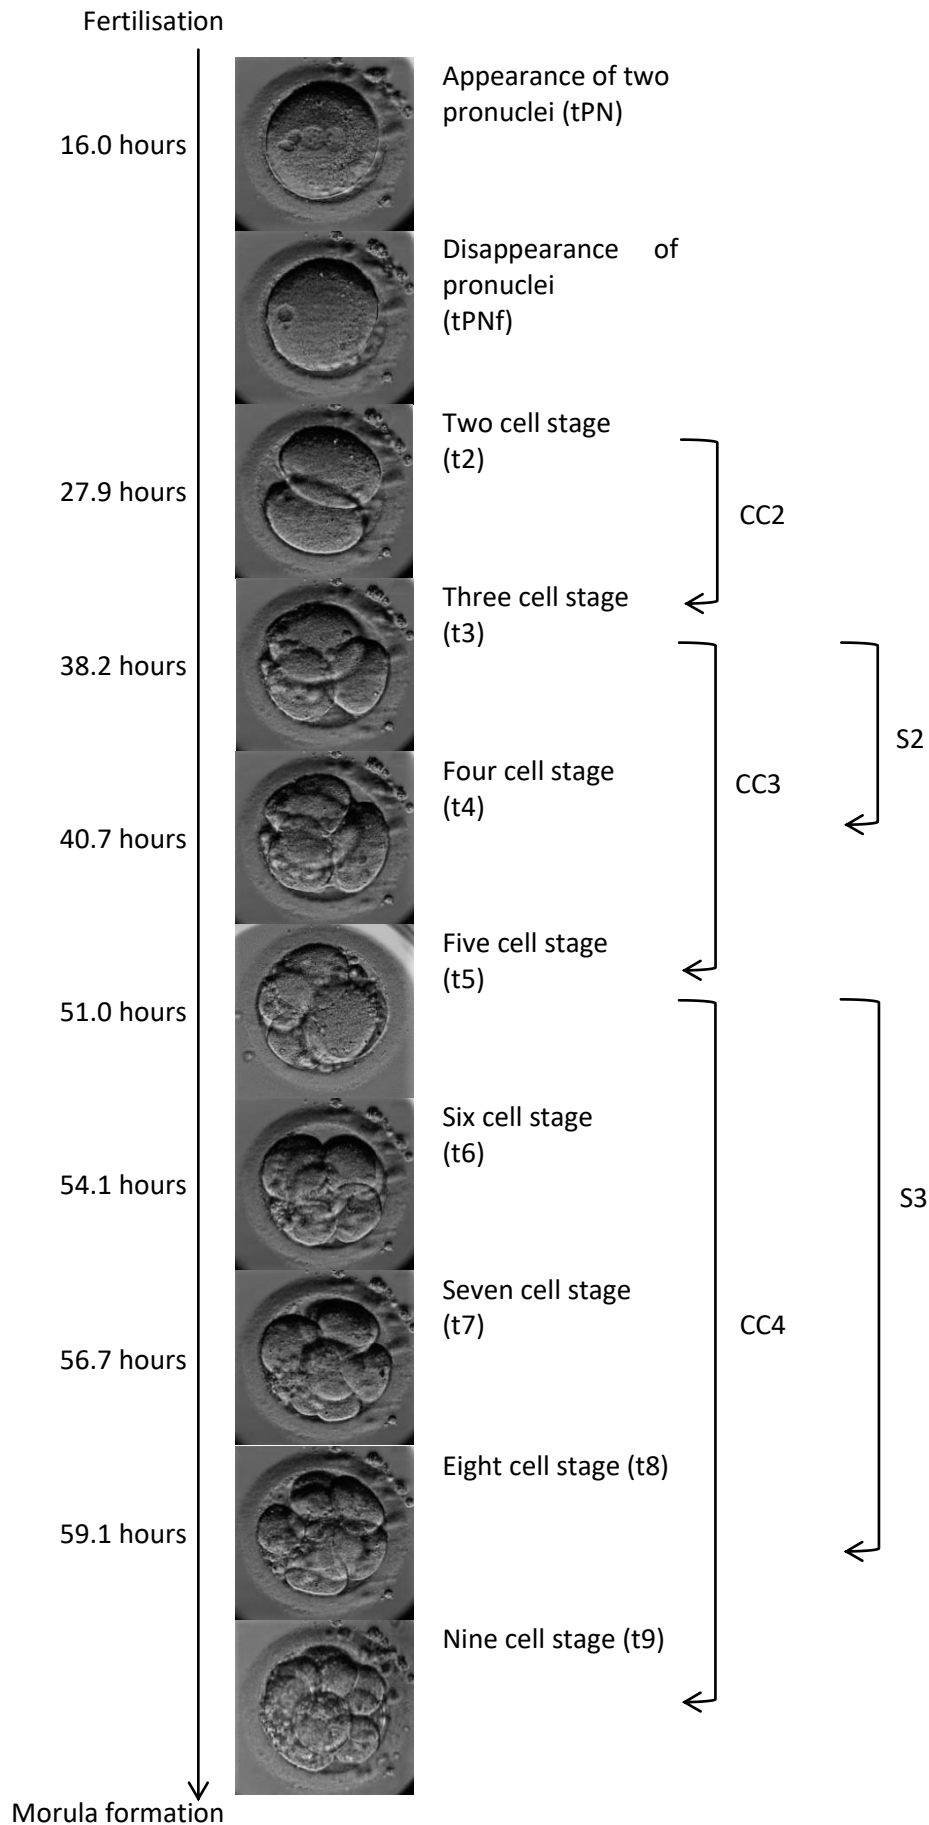 Fertilisation
Appearance of two
pronuclei (tPN)
16.0 hours
Disappearance of
pronuclei
(tPNf)
Two cell stage
(t2)
27.9 hours
CC2
Three cell stage
(t3)
38.2 hours
S2
Four cell stage
(t4)
CC3
40.7 hours
Five cell stage
(t5)
51.0 hours
Six cell stage
(t6)
54.1 hours
S3
Seven cell stage
(t7)
CC4
56.7 hours
Eight cell stage (t8)
59.1 hours
Nine cell stage (t9)
Morula formation